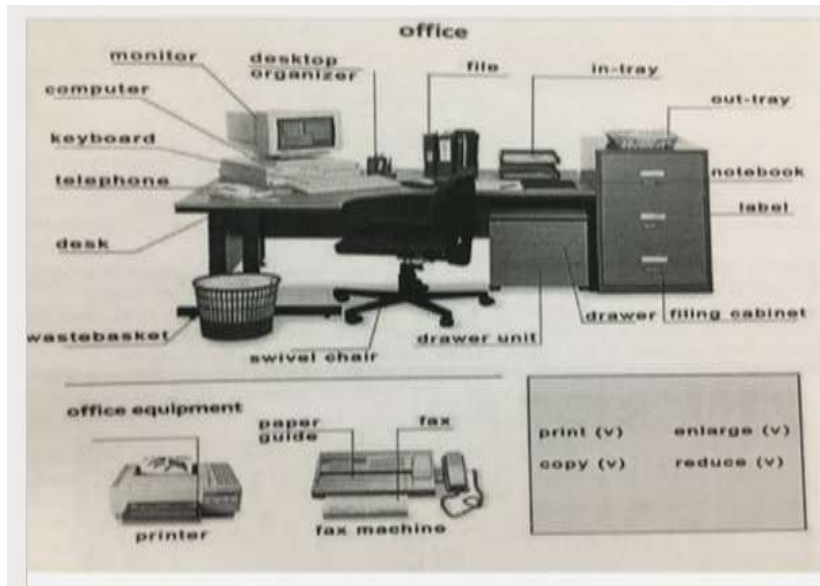 office
monitor
desktop
organizer
file
in-tray
computer
out-tray
keyboard
telephone
notebook
label
desk
wastebasket
swivel chair
drawer unit
drawer
filing cabinet
office equipment
paper
guide
fax
printer
fax machine
print (v) enlarge (v)
copy (v) reduce (v)